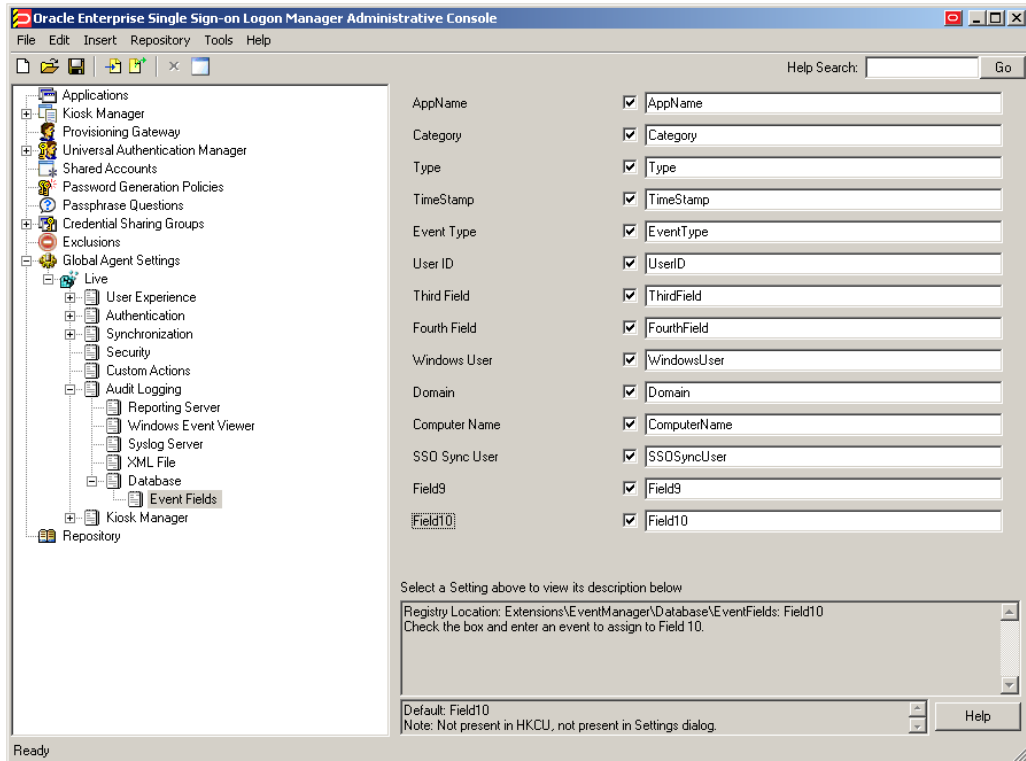 Oracle Enterprise Single Sign-on Logon Manager Administrative Console
File Edit Insert Repository Tools Help
Help Search: Go
Applications
Kiosk Manager
Provisioning Gateway
Universal Authentication Manager
Shared Accounts
Password Generation Policies
Passphrase Questions
Credential Sharing Groups
Exclusions
Global Agent Settings
Live
User Experience
Authentication
Synchronization
Security
Custom Actions
Audit Logging
Reporting Server
Windows Event Viewer
Syslog Server
XML File
Database
Event Fields
Kiosk Manager
Repository
AppName AppName
Category Category
Type Type
TimeStamp TimeStamp
Event Type EventType
User ID UserID
Third Field ThirdField
Fourth Field FourthField
Windows User WindowsUser
Domain Domain
Computer Name ComputerName
SSO Sync User SSOSyncUser
Field9 Field9
Field10 Field10
Select a Setting above to view its description below
Registry Location: Extensions\EventManager\Database\EventFields: Field10
Check the box and enter an event to assign to Field 10.
Default: Field10
Note: Not present in HKCU, not present in Settings dialog.
Help
Ready